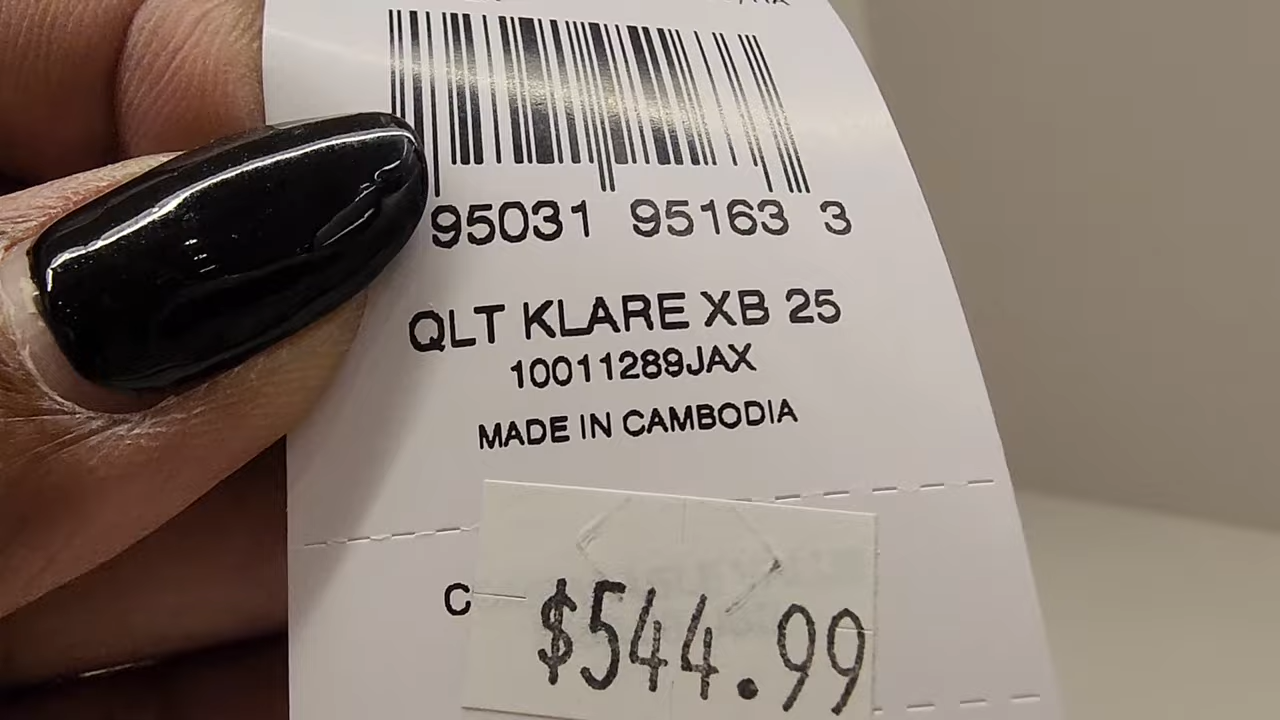 95031 95163 3
QLT KLARE XB 25
10011289JAX
MADE IN CAMBODIA
C
$544.99